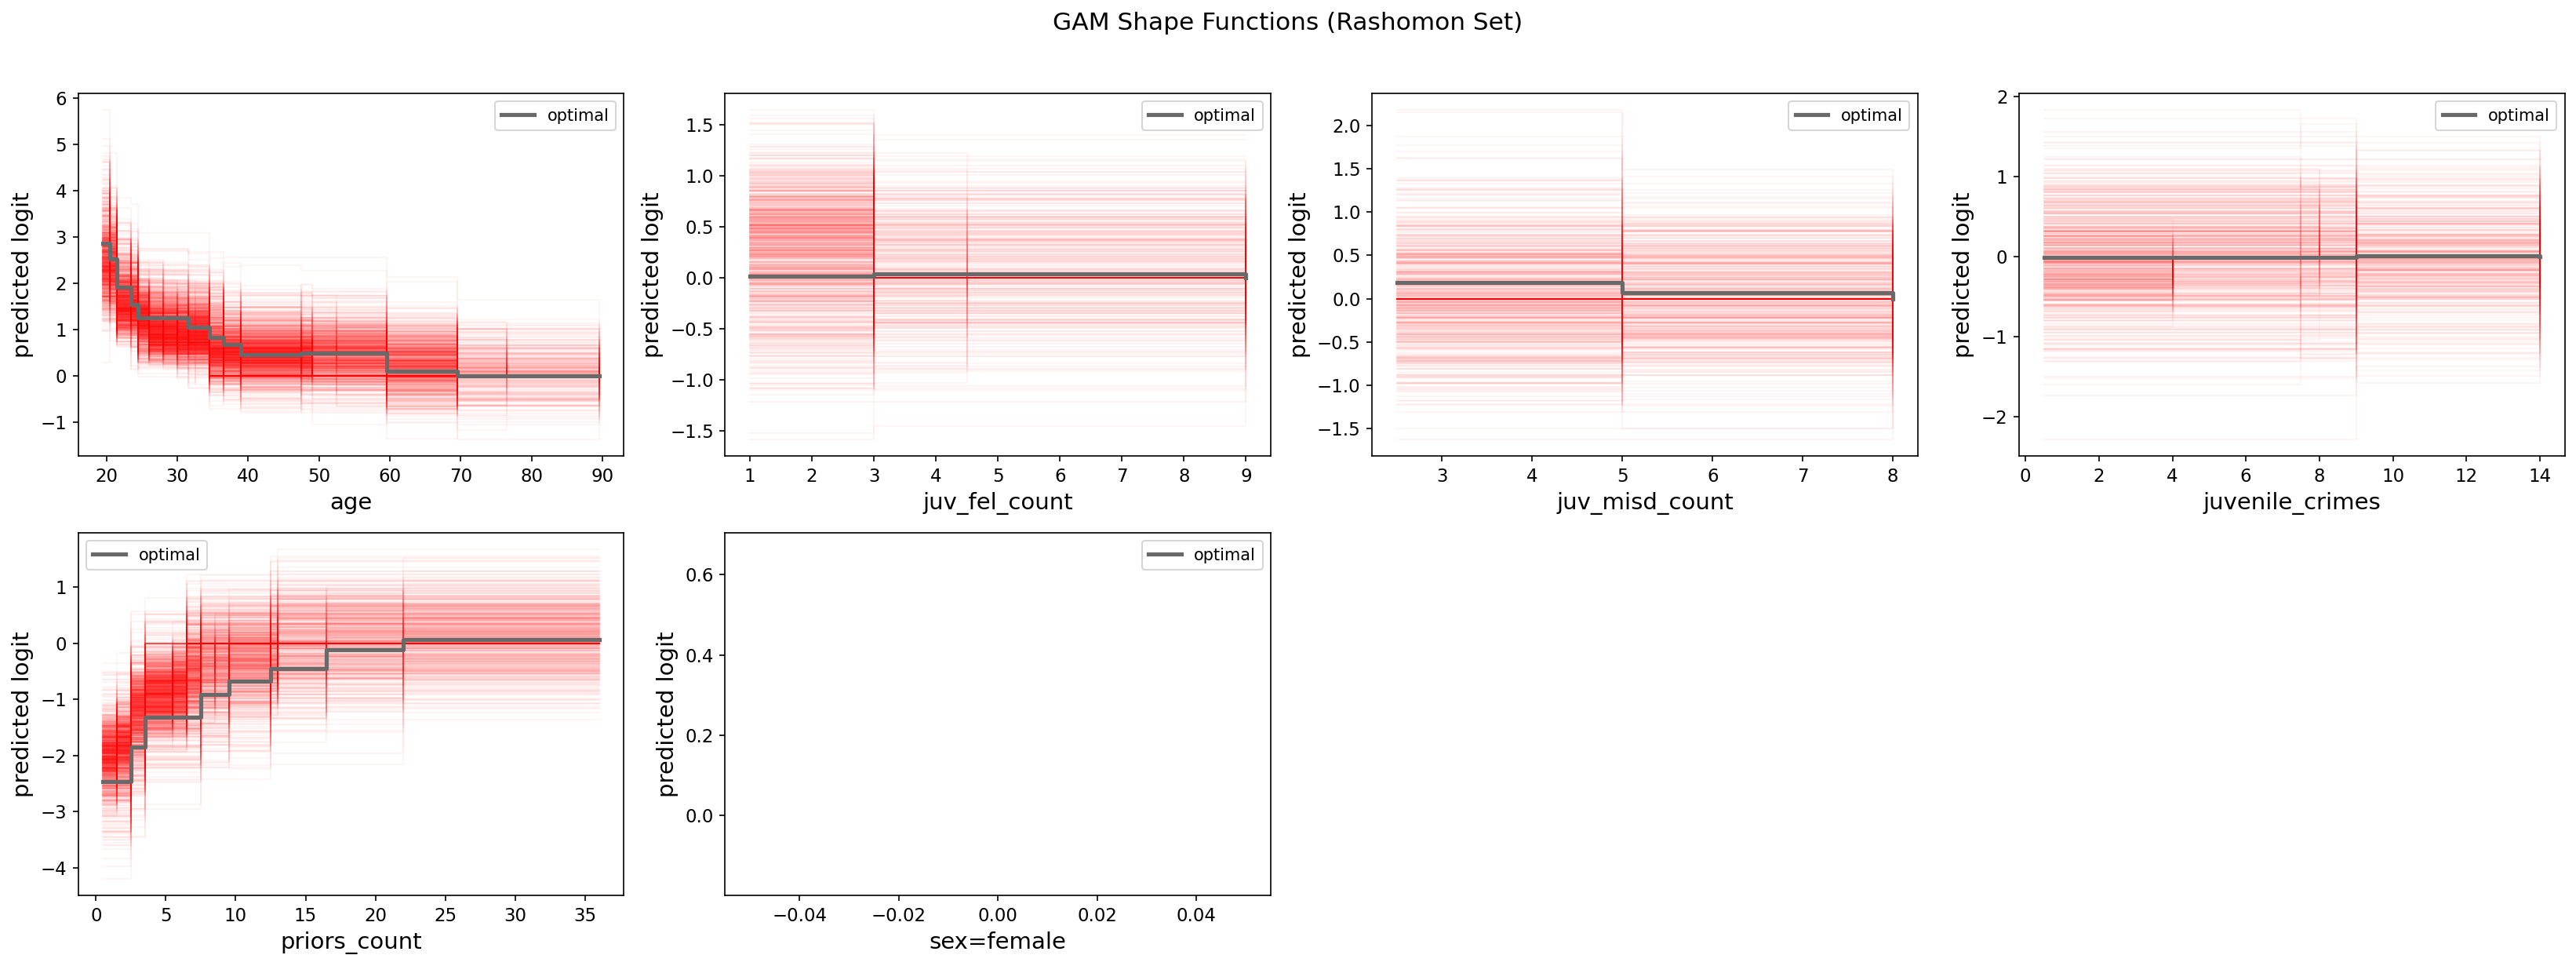 GAM Shape Functions (Rashomon Set)
predicted logit
6
5
4
3
2
1
0
−1
optimal
20 30 40 50 60 70 80 90
age
predicted logit
1.5
1.0
0.5
0.0
−0.5
−1.0
−1.5
optimal
1 2 3 4 5 6 7 8 9
juv_fel_count
predicted logit
2.0
1.5
1.0
0.5
0.0
−0.5
−1.0
−1.5
optimal
3 4 5 6 7 8
juv_misd_count
predicted logit
2
1
0
−1
−2
optimal
0 2 4 6 8 10 12 14
juvenile_crimes
predicted logit
1
0
−1
−2
−3
−4
optimal
0 5 10 15 20 25 30 35
priors_count
predicted logit
0.6
0.4
0.2
0.0
optimal
−0.04 −0.02 0.00 0.02 0.04
sex=female